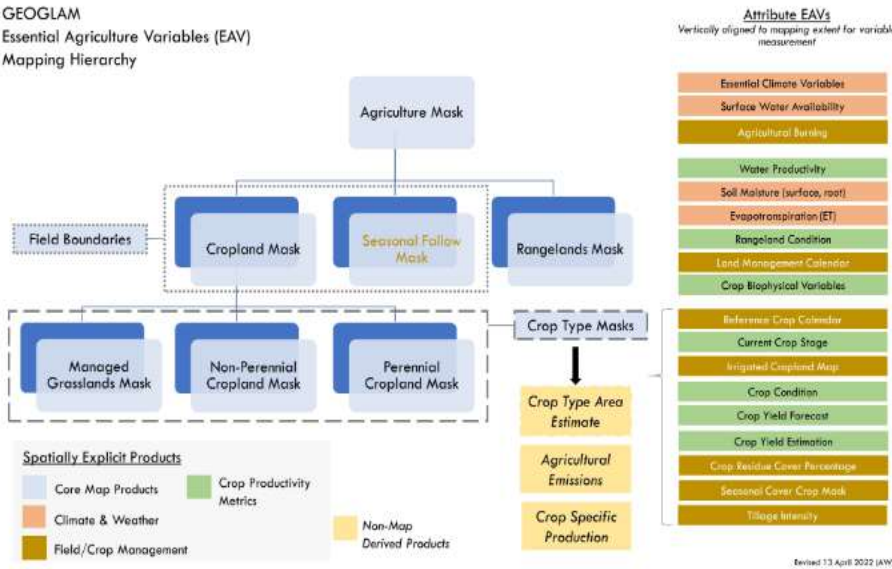 GEOGLAM
Essential Agriculture Variables (EAV)
Mapping Hierarchy
Attribute EAVs
Vertically aligned to mapping extent for variabl
measurement
Agriculture Mask
Field Boundaries
Cropland Mask
Seasonal Fallow
Mask
Rangelands Mask
Managed
Grasslands Mask
Non-Perennial
Cropland Mask
Perennial
Cropland Mask
Crop Type Masks
Crop Type Area
Estimate
Agricultural
Emissions
Crop Specific
Production
Essential Climate Variables
Surface Water Availability
Agricultural Burning
Water Productivity
Soil Moisture (surface, root)
Evapotranspiration (ET)
Rangeland Condition
Land Management Calendar
Crop Biophysical Variables
Reference Crop Calendar
Current Crop Stage
Irrigated Cropland Map
Crop Condition
Crop Yield Forecast
Crop Yield Estimation
Crop Residue Cover Percentage
Seasonal Cover Crop Mask
Tillage Intensity
Spatially Explicit Products
Core Map Products
Climate & Weather
Field/Crop Management
Crop Productivity
Metrics
Non-Map
Derived Products
Revised 13 April 2022 (AW